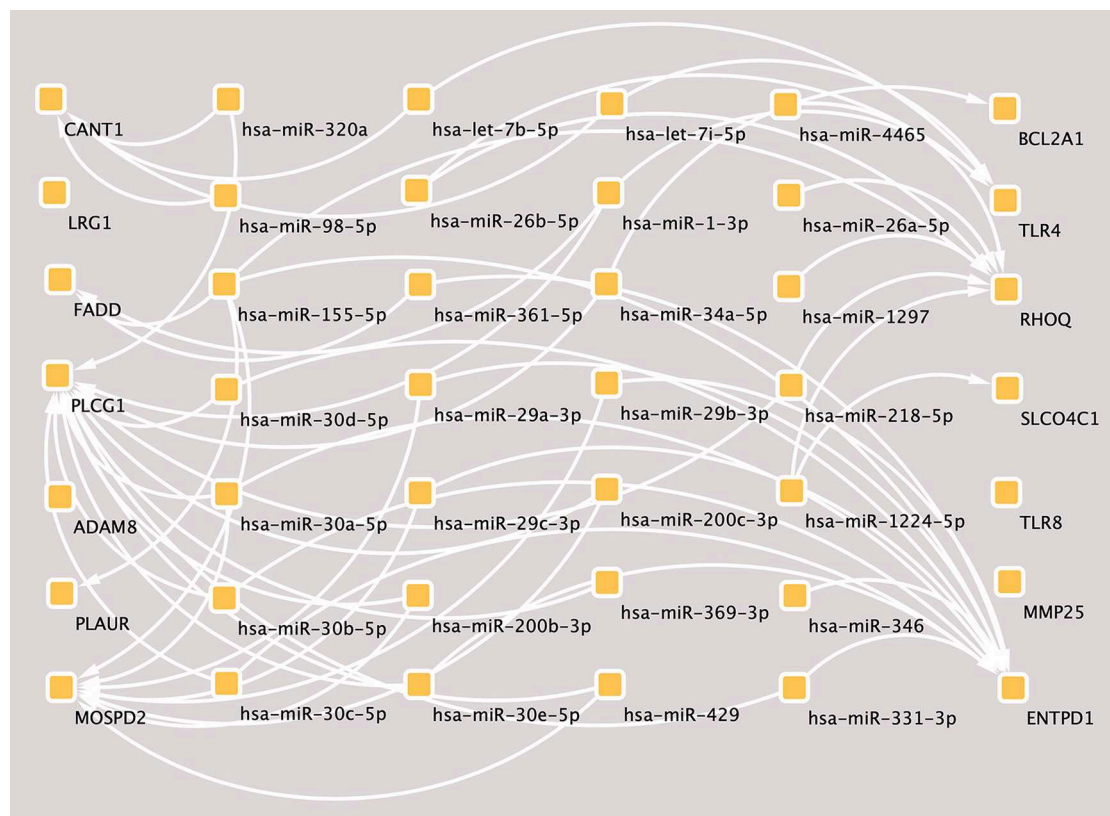 CANT1 hsa-miR-320a hsa-let-7b-5p hsa-let-7i-5p hsa-miR-4465 BCL2A1
LRG1 hsa-miR-98-5p hsa-miR-26b-5p hsa-miR-1-3p hsa-miR-26a-5p TLR4
FADD hsa-miR-155-5p hsa-miR-361-5p hsa-miR-34a-5p hsa-miR-1297 RHOQ
PLCG1 hsa-miR-30d-5p hsa-miR-29a-3p hsa-miR-29b-3p hsa-miR-218-5p SLCO4C1
ADAM8 hsa-miR-30a-5p hsa-miR-29c-3p hsa-miR-200c-3p hsa-miR-1224-5p TLR8
PLAUR hsa-miR-30b-5p hsa-miR-200b-3p hsa-miR-369-3p hsa-miR-346 MMP25
MOSPD2 hsa-miR-30c-5p hsa-miR-30e-5p hsa-miR-429 hsa-miR-331-3p ENTPD1